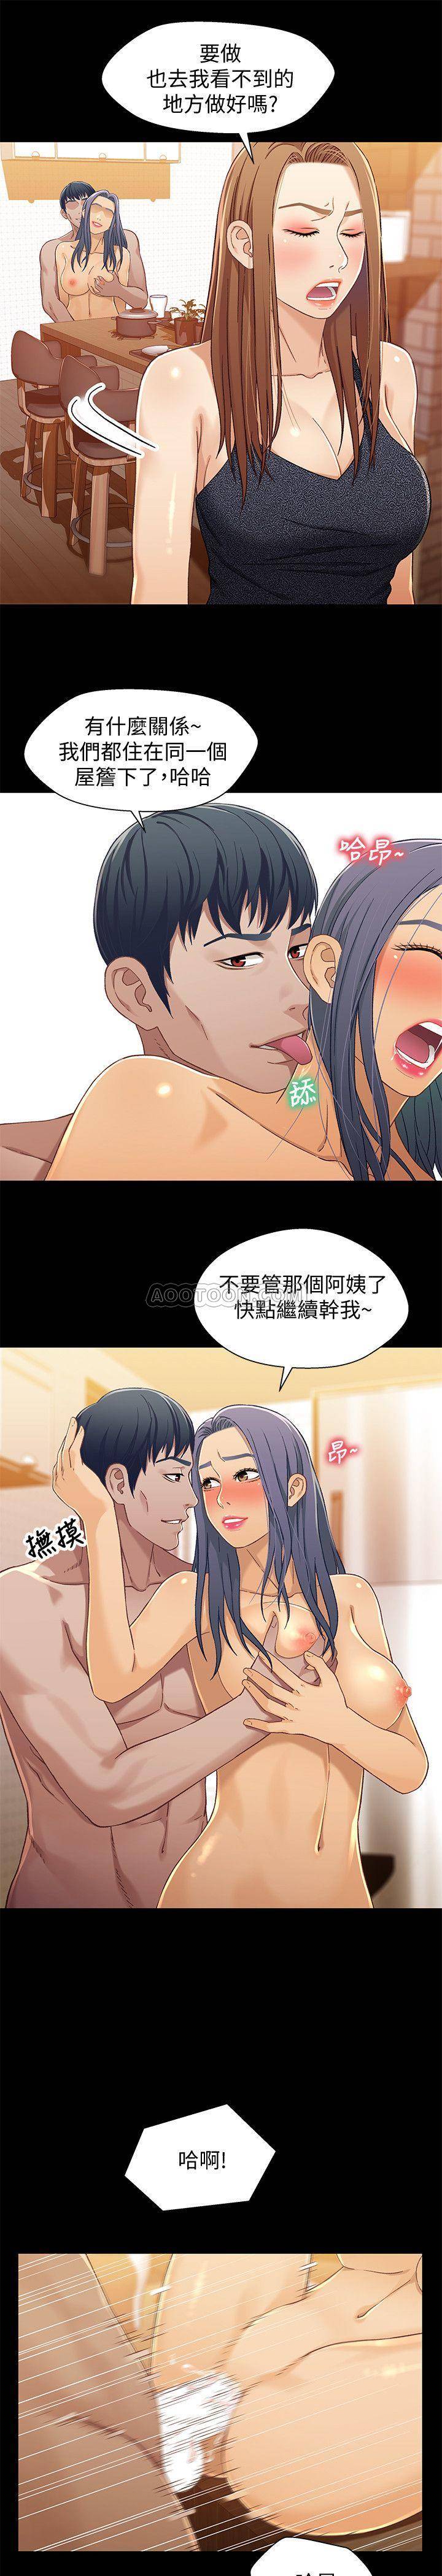 要做
也去我看不到的
地方做好嗎?
有什麼關係~
我們都住在同一個
屋簷下了,哈哈
哈昂~
舔
不要管那個阿姨了
快點繼續幹我~
AOOTOON.COM
昂~
撫摸
哈啊!